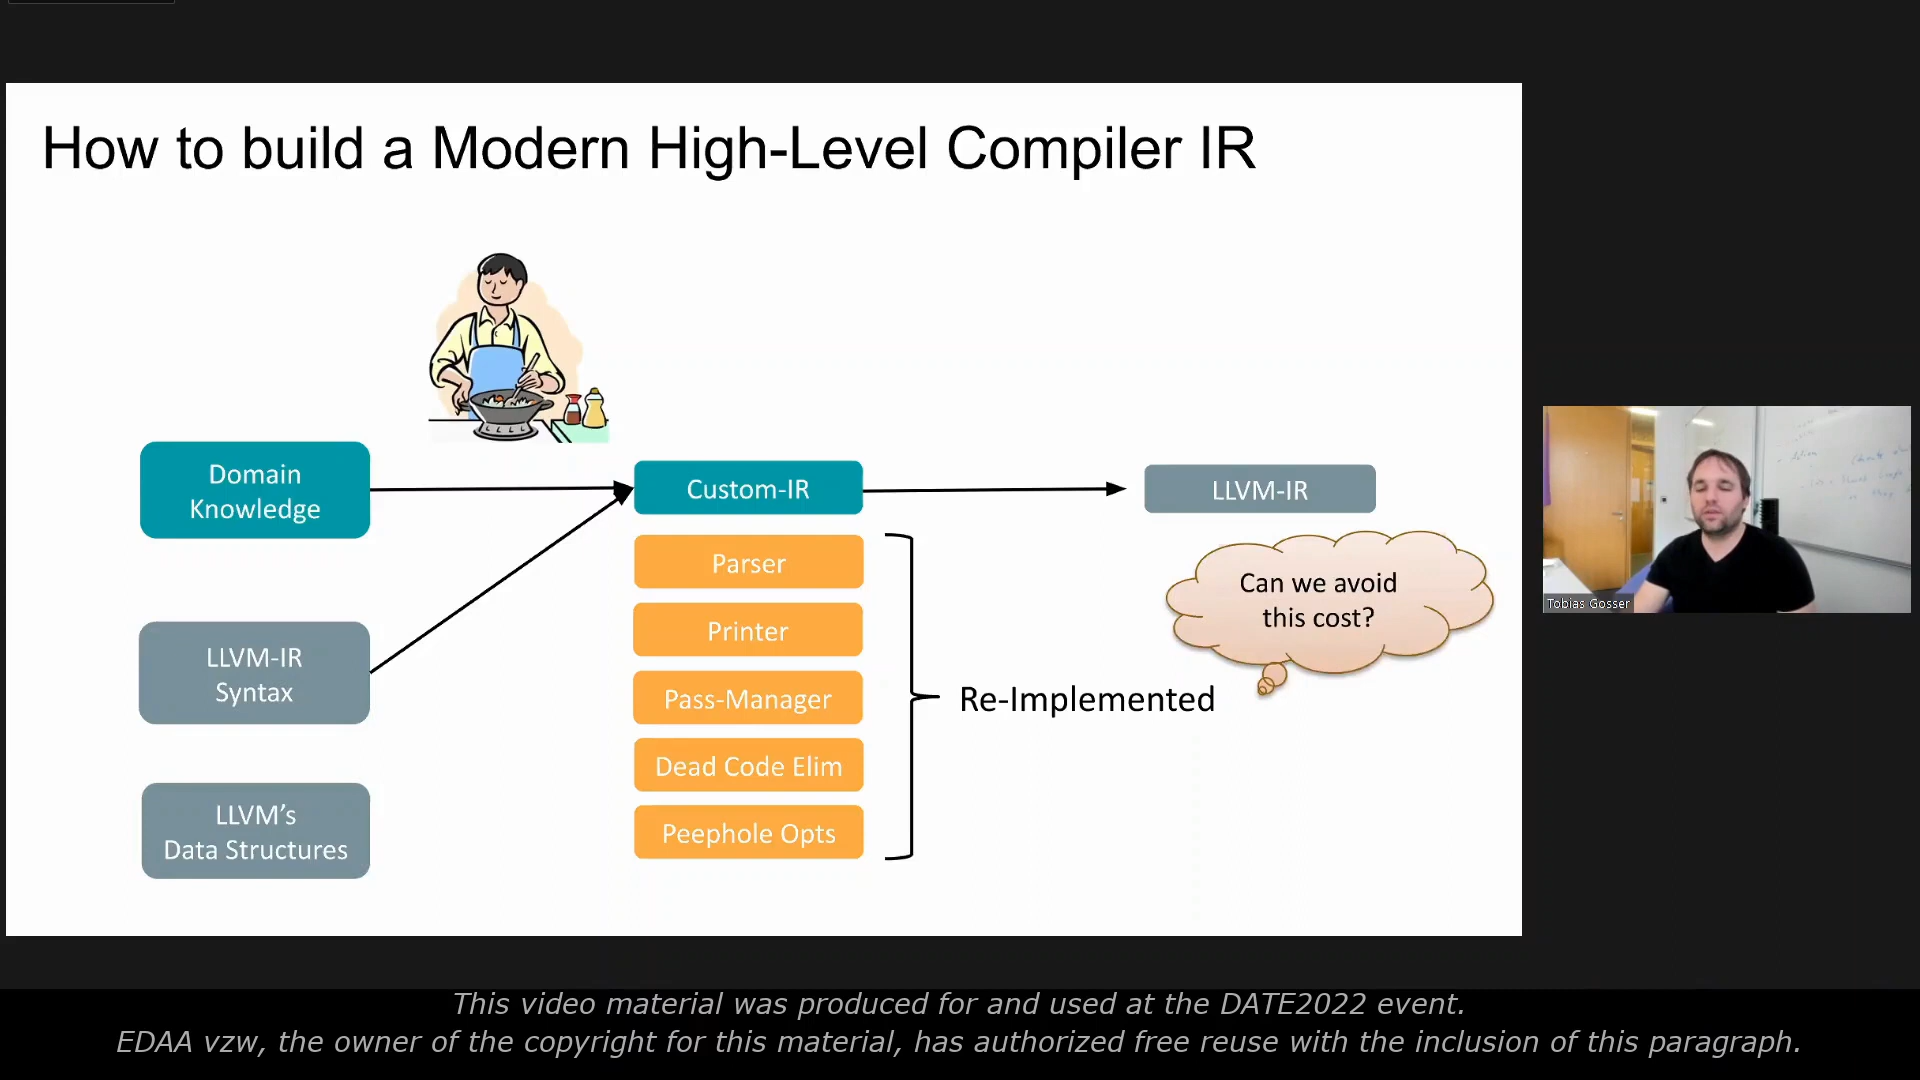 How to build a Modern High-Level Compiler IR
Domain
Knowledge
Custom-IR
LLVM-IR
Parser
Can we avoid
this cost?
Printer
LLVM-IR
Syntax
Pass-Manager
Re-Implemented
Dead Code Elim
LLVM’s
Data Structures
Peephole Opts
Tobias Gosser
This video material was produced for and used at the DATE2022 event.
EDAA vzw, the owner of the copyright for this material, has authorized free reuse with the inclusion of this paragraph.